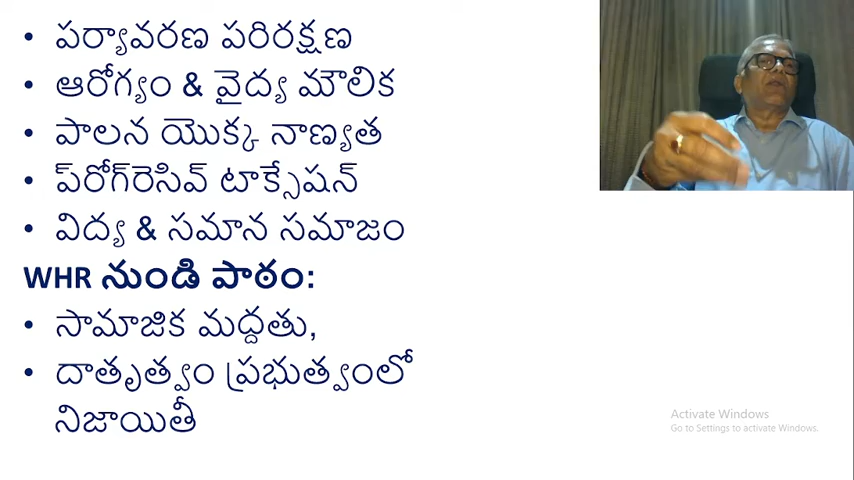 • పర్యావరణ పరిరక్షణ
• ఆరోగ్యం & వైద్య మౌలిక
• పాలన యొక్క నాణ్యత
• ప్రోగ్‌రెసివ్ టాక్సేషన్
• విద్య & సమాన సమాజం
WHR నుండి పాఠం:
• సామాజిక మద్దతు,
• దాతృత్వం ప్రభుత్వంలో
నిజాయితీ
Activate Windows
Go to Settings to activate Windows.